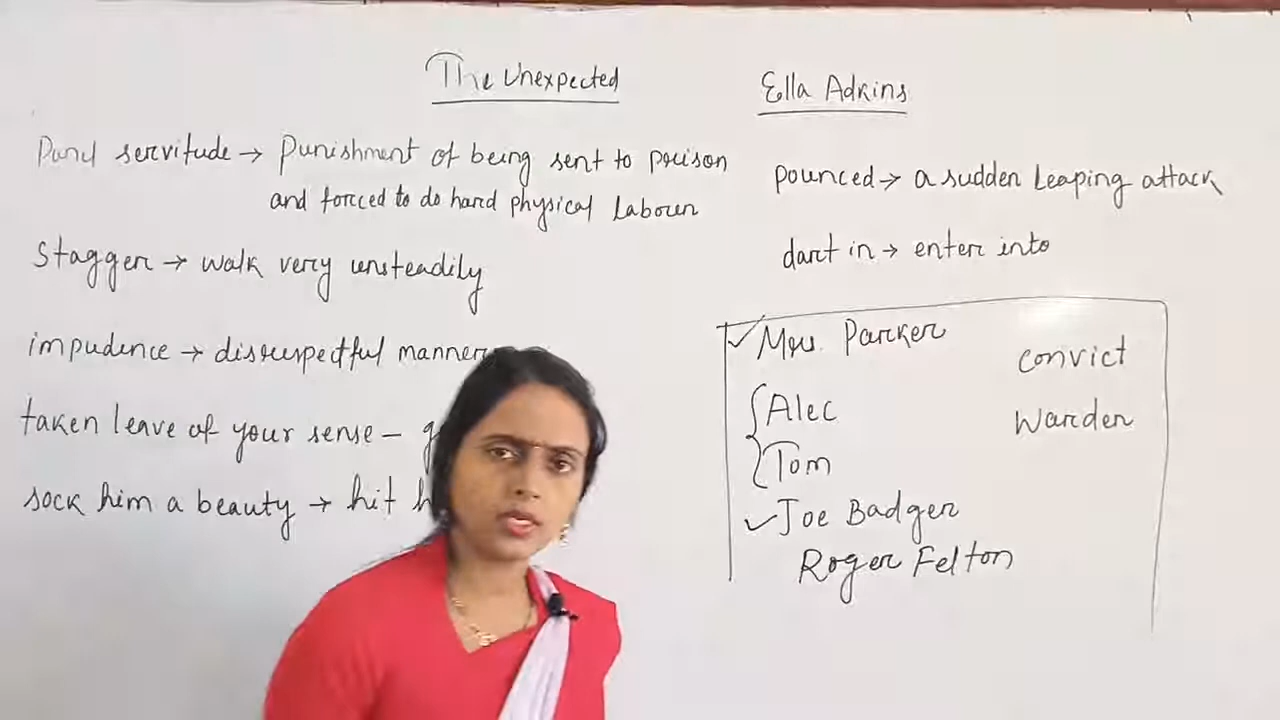 The Unexpected
Ella Adkins
servitude → Punishment of being sent to prison
and forced to do hard physical Labour
Stagger → walk very unsteadily
impudence → disrespectful manner
taken leave of your sense –
sock him a beauty → hit
pounced → a sudden Leaping attack
dart in → enter into
✓ Mrs. Parker
Alec
Tom
✓ Joe Badger
Roger Felton
convict
Warden